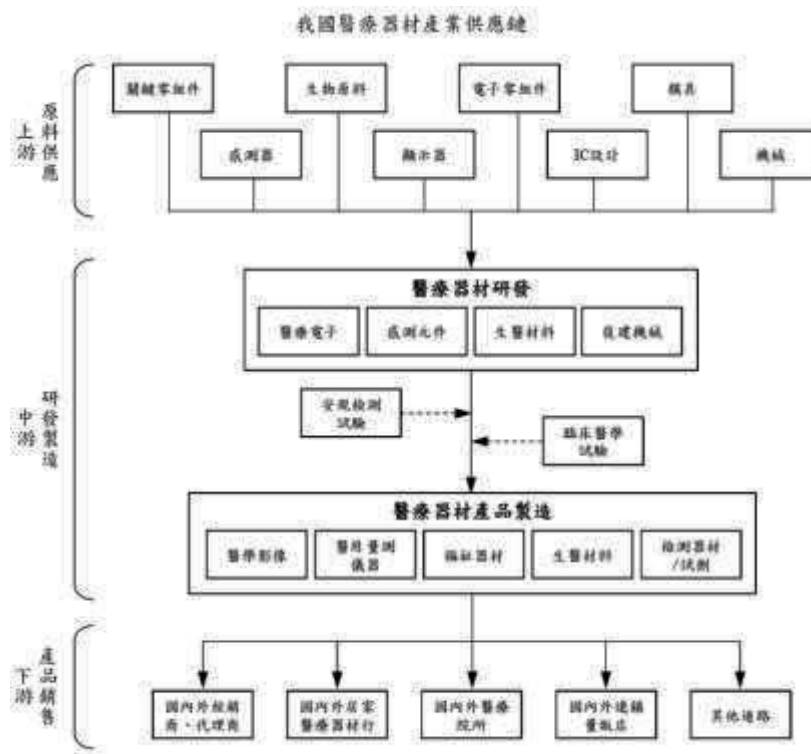 我國醫療器材產業供應鏈
上游
原料供應
關鍵零組件
生物原料
電子零組件
模具
感測器
顯示器
IC設計
機械
中游
研發製造
醫療器材研發
醫療電子
感測元件
生醫材料
復建機械
安規檢測
試驗
臨床醫學
試驗
醫療器材產品製造
醫學影像
醫用量測
儀器
福祉器材
生醫材料
檢測器材
/試劑
下游
產品銷售
國內外經銷
商、代理商
國內外居家
醫療器材行
國內外醫療
院所
國內外連鎖
量販店
其他通路